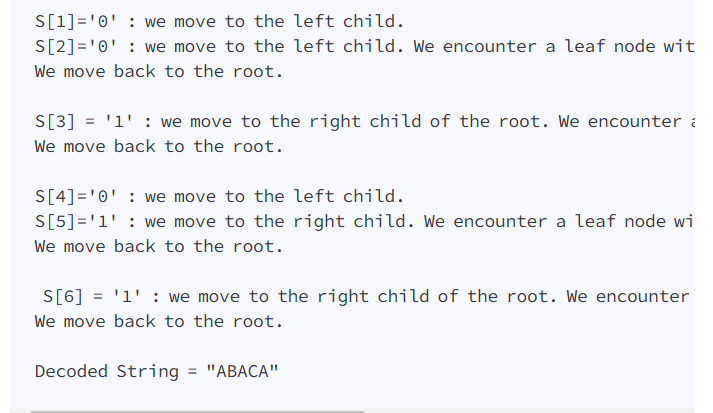 S[1]='0' : we move to the left child.
S[2]='0' : we move to the left child. We encounter a leaf node wit
We move back to the root.
S[3] = '1' : we move to the right child of the root. We encounter
We move back to the root.
S[4]='0' : we move to the left child.
S[5]='1' : we move to the right child. We encounter a leaf node wi
We move back to the root.
S[6] = '1' : we move to the right child of the root. We encounter
We move back to the root.
Decoded String = "ABACA"